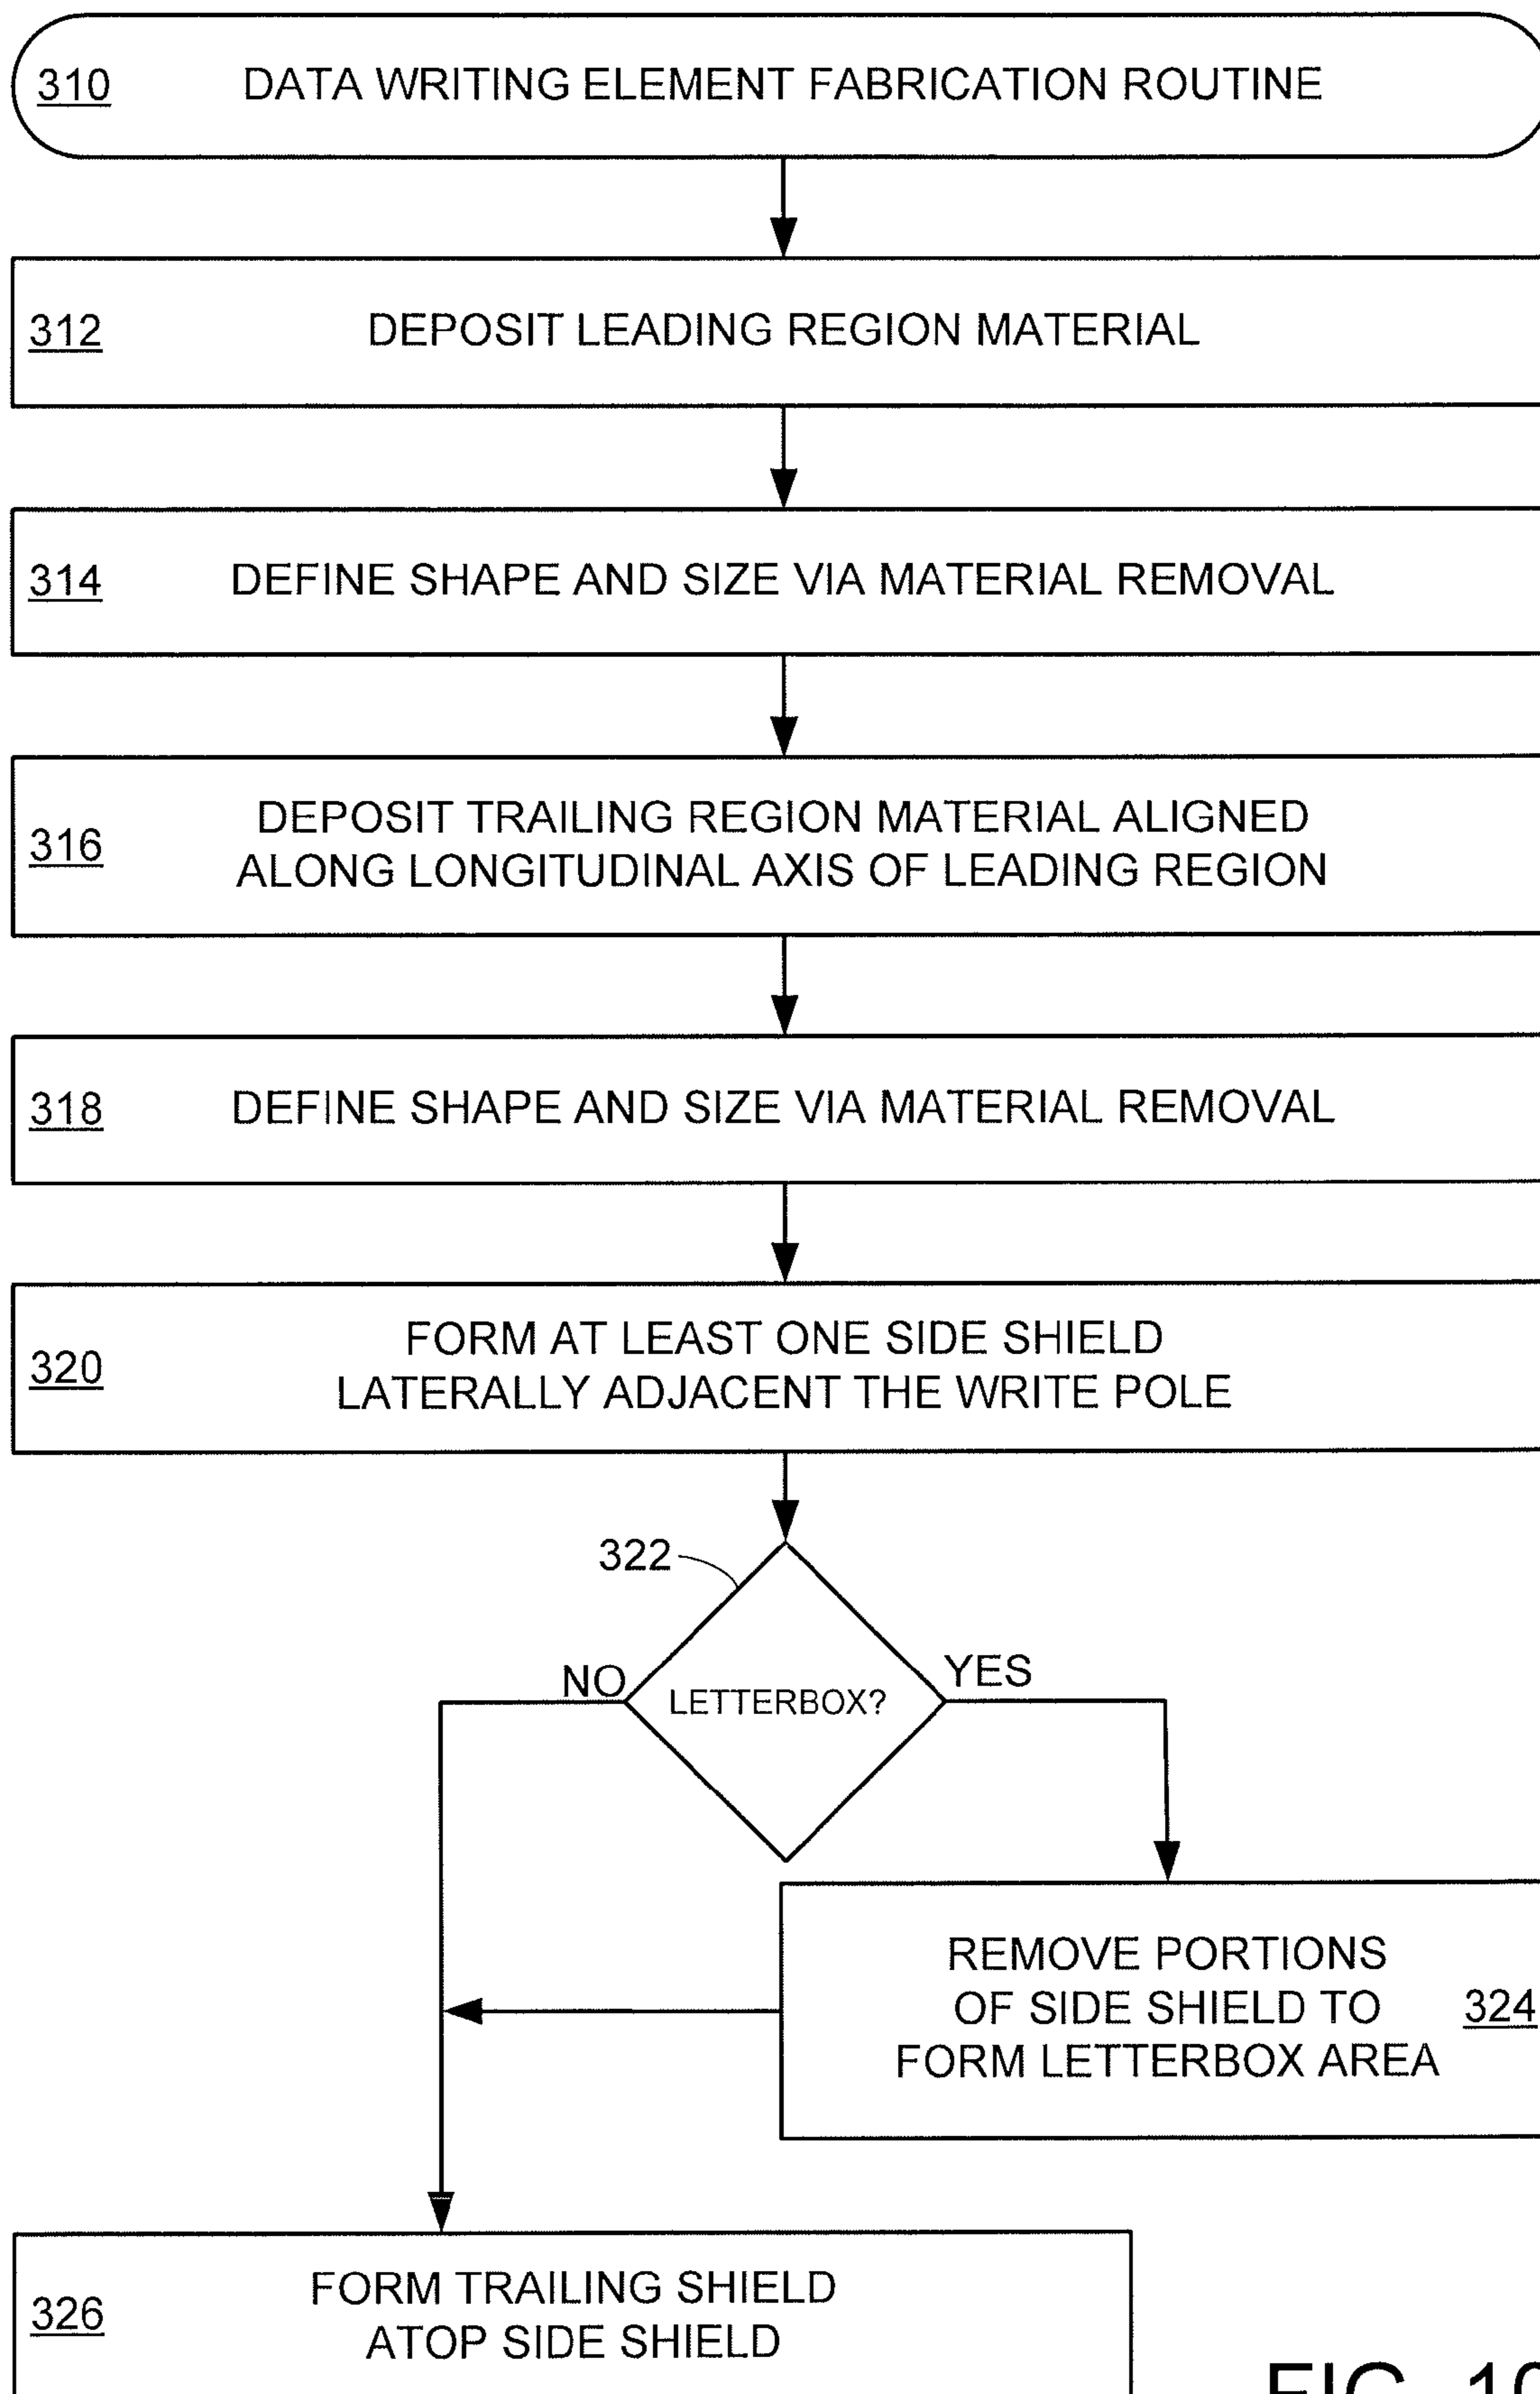 310 DATA WRITING ELEMENT FABRICATION ROUTINE
312 DEPOSIT LEADING REGION MATERIAL
314 DEFINE SHAPE AND SIZE VIA MATERIAL REMOVAL
316
DEPOSIT TRAILING REGION MATERIAL ALIGNED
ALONG LONGITUDINAL AXIS OF LEADING REGION
318 DEFINE SHAPE AND SIZE VIA MATERIAL REMOVAL
320
FORM AT LEAST ONE SIDE SHIELD
LATERALLY ADJACENT THE WRITE POLE
322
NO
LETTERBOX?
YES
REMOVE PORTIONS
OF SIDE SHIELD TO
FORM LETTERBOX AREA
324
326
FORM TRAILING SHIELD
ATOP SIDE SHIELD
FIG. 10